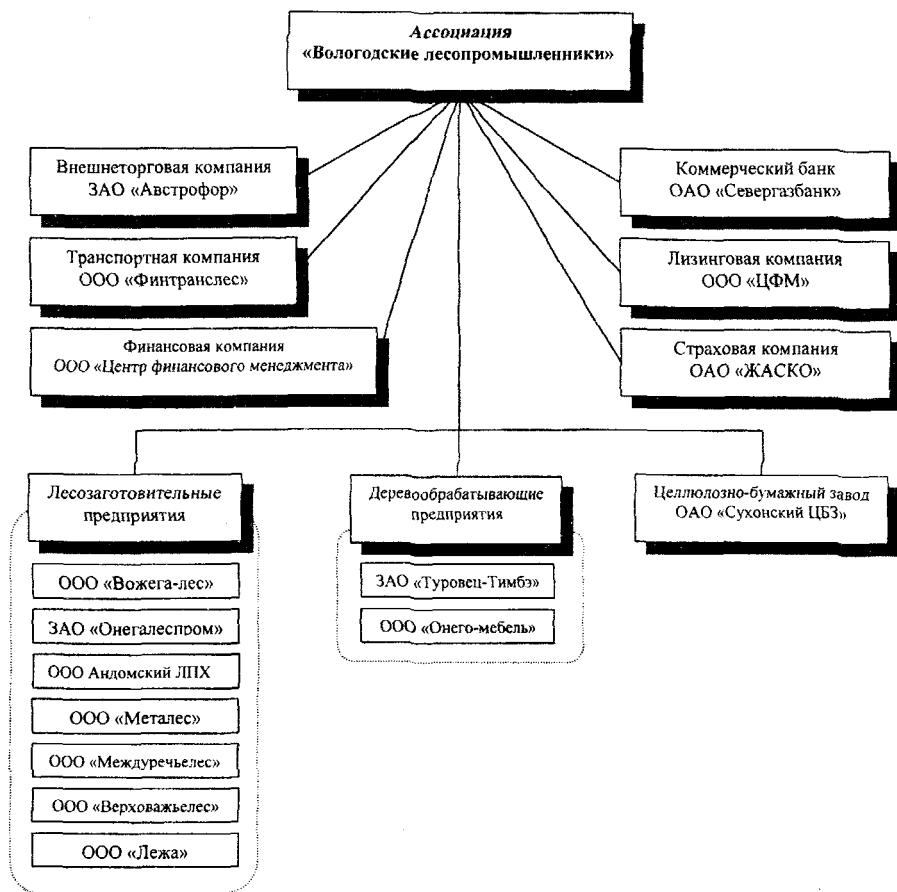 Ассоциация
«Вологодские лесопромышленники»
Внешнеторговая компания
ЗАО «Австрофор»
Транспортная компания
ООО «Финтранслес»
Финансовая компания
ООО «Центр финансового менеджмента»
Коммерческий банк
ОАО «Севергазбанк»
Лизинговая компания
ООО «ЦФМ»
Страховая компания
ОАО «ЖАСКО»
Лесозаготовительные
предприятия
ООО «Вожега-лес»
ЗАО «Онегалеспром»
ООО Андомский ЛПХ
ООО «Металес»
ООО «Междуречьелес»
ООО «Верховажьелес»
ООО «Лежа»
Деревообрабатывающие
предприятия
ЗАО «Туровец-Тимбэ»
ООО «Онего-мебель»
Целлюлозно-бумажный завод
ОАО «Сухонский ЦБЗ»